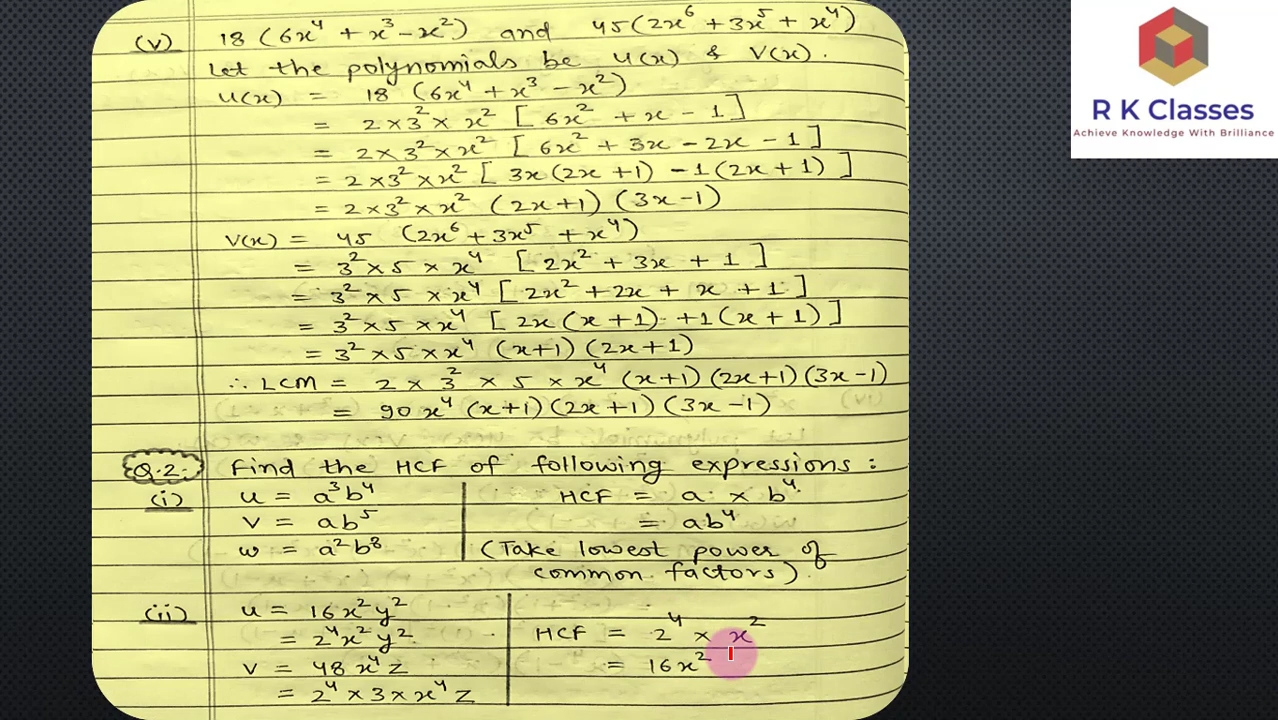 (v) 18 (6x⁴ + x³ - x²) and 45(2x⁶ + 3x⁵ + x⁴)
Let the polynomials be u(x) & V(x).
u(x) = 18 (6x⁴ + x³ - x²)
= 2 × 3² × x² [ 6x² + x - 1 ]
= 2 × 3² × x² [ 6x² + 3x - 2x - 1 ]
= 2 × 3² × x² [ 3x (2x + 1) - 1 (2x + 1) ]
= 2 × 3² × x² (2x+1) (3x-1)
V(x) = 45 (2x⁶ + 3x⁵ + x⁴)
= 3² × 5 × x⁴ [ 2x² + 3x + 1 ]
= 3² × 5 × x⁴ [ 2x² + 2x + x + 1 ]
= 3² × 5 × x⁴ [ 2x (x + 1) + 1 (x + 1) ]
= 3² × 5 × x⁴ (x+1) (2x+1)
∴ LCM = 2 × 3² × 5 × x⁴ (x+1) (2x+1) (3x-1)
= 90 x⁴ (x+1) (2x+1) (3x-1)
Q.2. Find the HCF of following expressions :
(i) u = a³b⁴
V = ab⁵
w = a²b⁸
HCF = a × b⁴
= ab⁴
(Take lowest power of
common factors).
(ii) u = 16x²y²
= 2⁴x²y²
V = 48 x⁴ z
= 2⁴ × 3 × x⁴ z
HCF = 2⁴ × x²
= 16x²
R K Classes
Achieve Knowledge With Brilliance